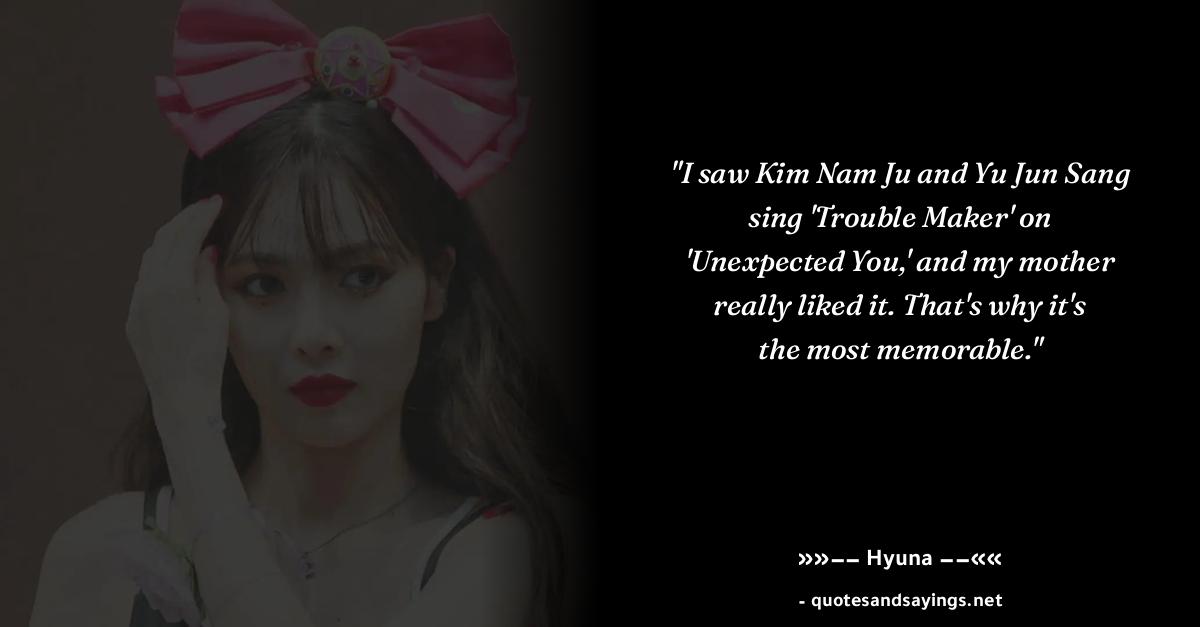 "I saw Kim Nam Ju and Yu Jun Sang
sing 'Trouble Maker' on
'Unexpected You,' and my mother
really liked it. That's why it's
the most memorable."
»»–– Hyuna ––««
- quotesandsayings.net